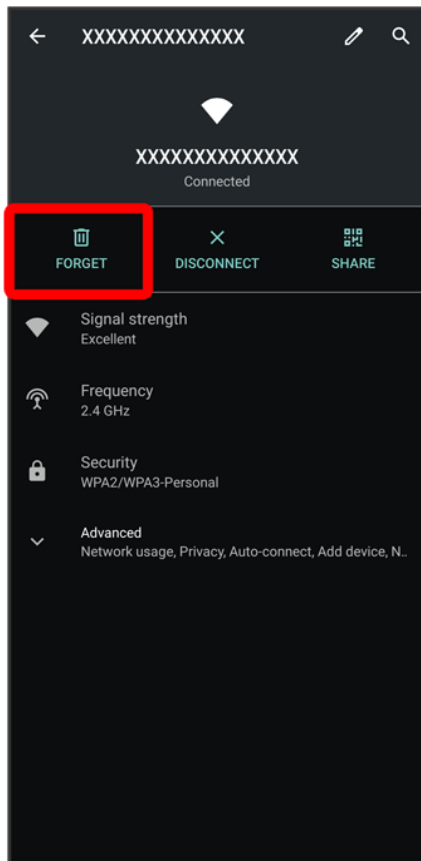 XXXXXXXXXXXXXX
XXXXXXXXXXXXXX
Connected
FORGET DISCONNECT SHARE
Signal strength
Excellent
Frequency
2.4 GHz
Security
WPA2/WPA3-Personal
Advanced
Network usage, Privacy, Auto-connect, Add device, N..